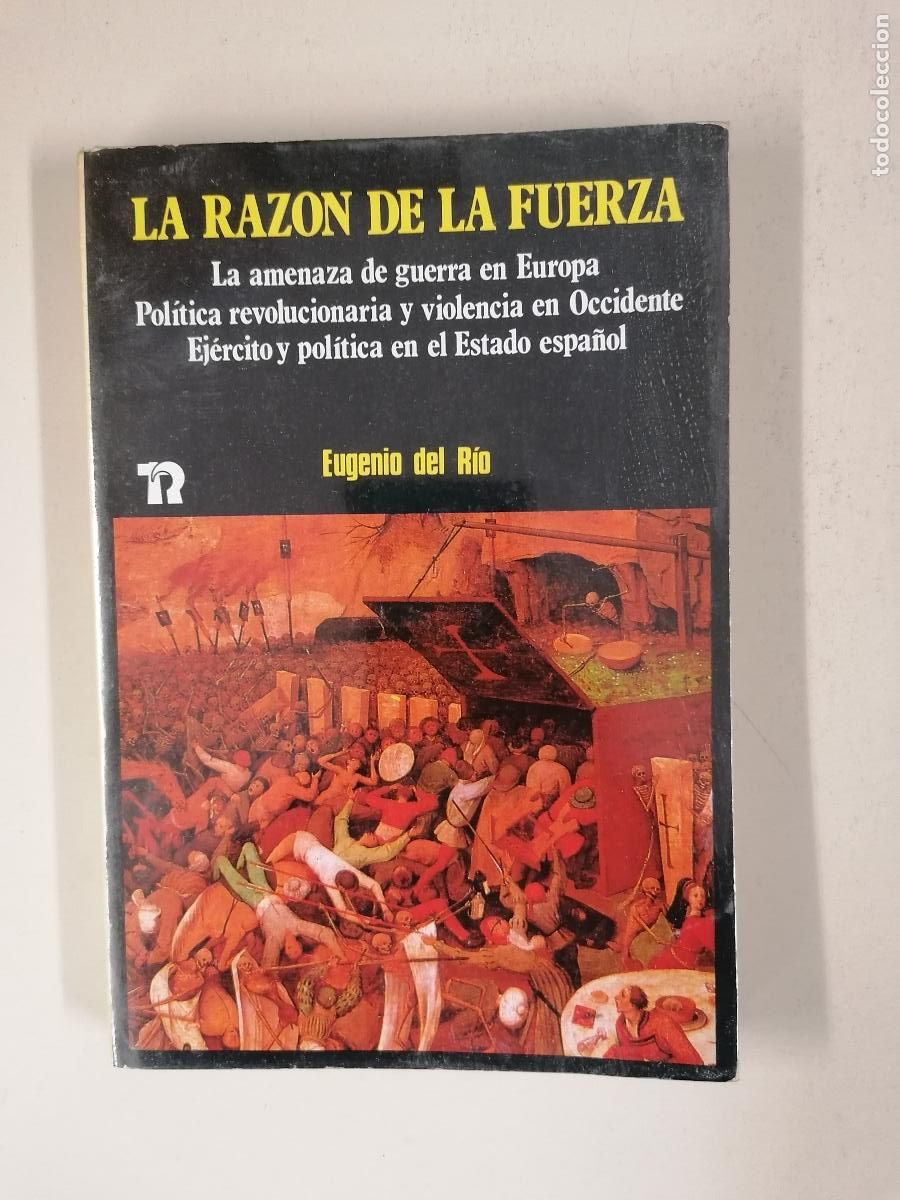 LA RAZON DE LA FUERZA
La amenaza de guerra en Europa
Política revolucionaria y violencia en Occidente
Ejército y política en el Estado español
Eugenio del Río
TR
todocoleccion